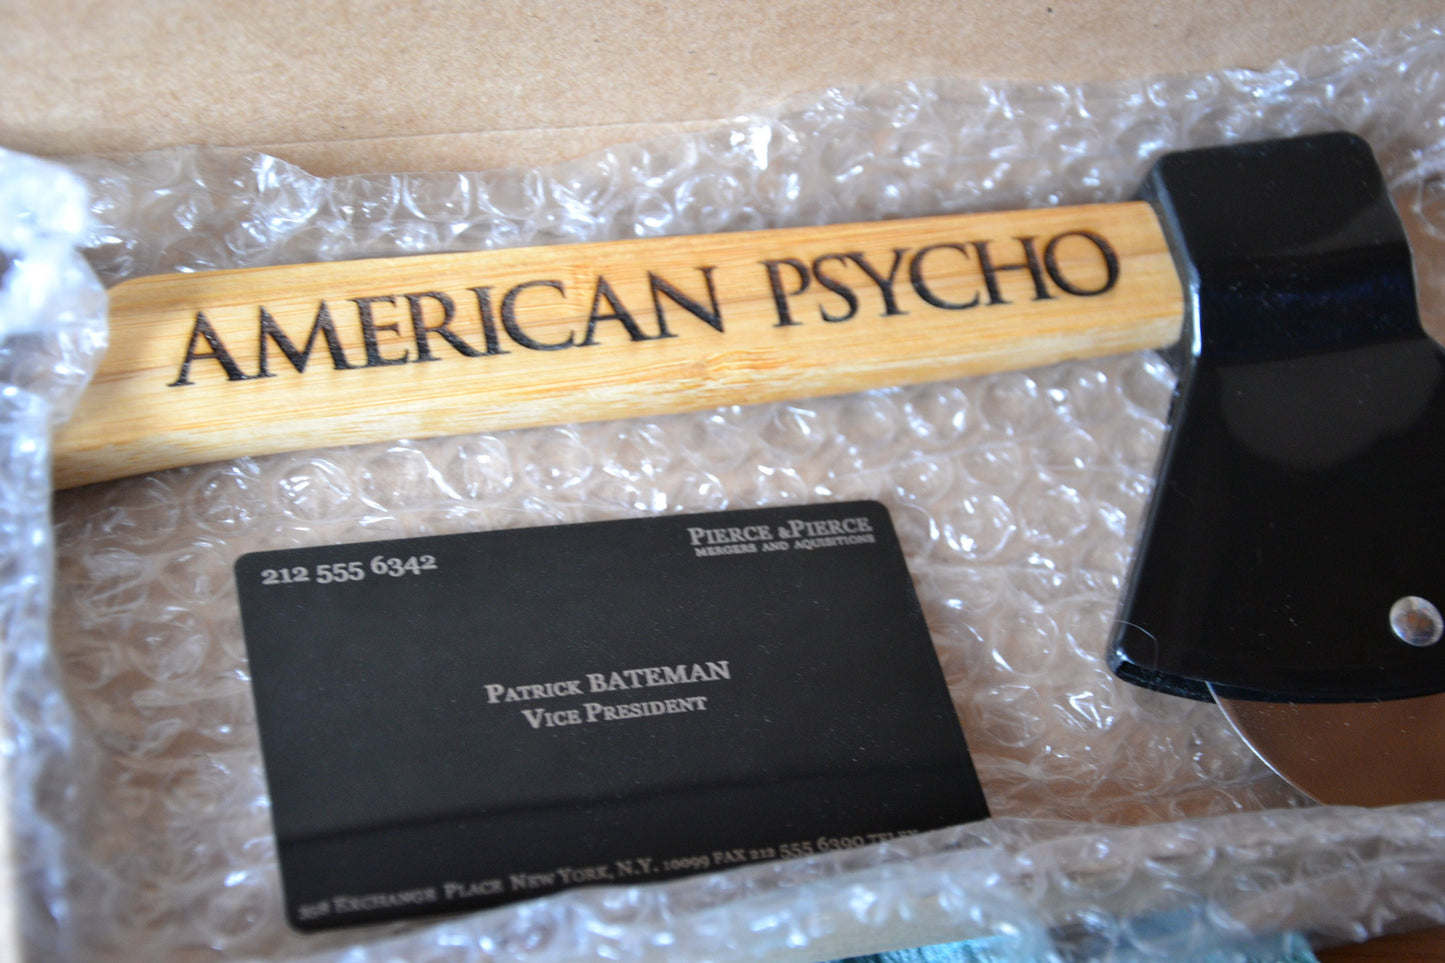 AMERICAN PSYCHO
212 555 6342
PIERCE & PIERCE
MERGERS AND AQUISITIONS
PATRICK BATEMAN
VICE PRESIDENT
358 EXCHANGE PLACE NEW YORK, N.Y. 10099 FAX 212 555 6390 TELEX